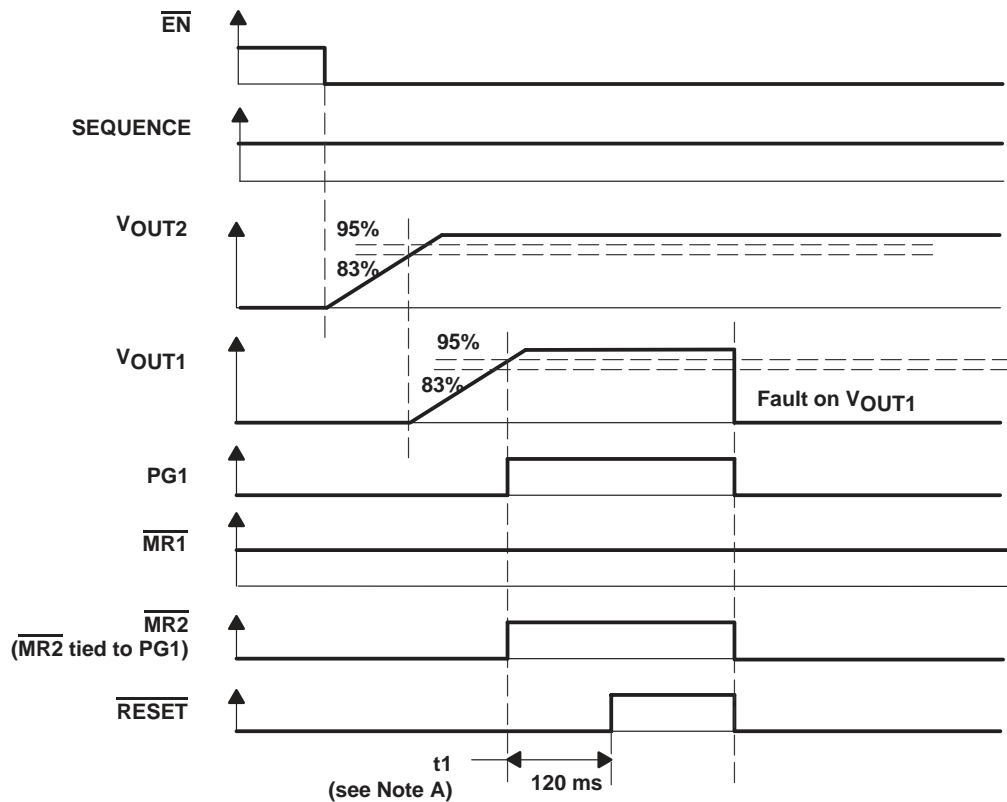 EN
SEQUENCE
VOUT2
95%
83%
VOUT1
95%
83%
Fault on VOUT1
PG1
MR1
MR2
(MR2 tied to PG1)
RESET
t1
(see Note A)
120 ms